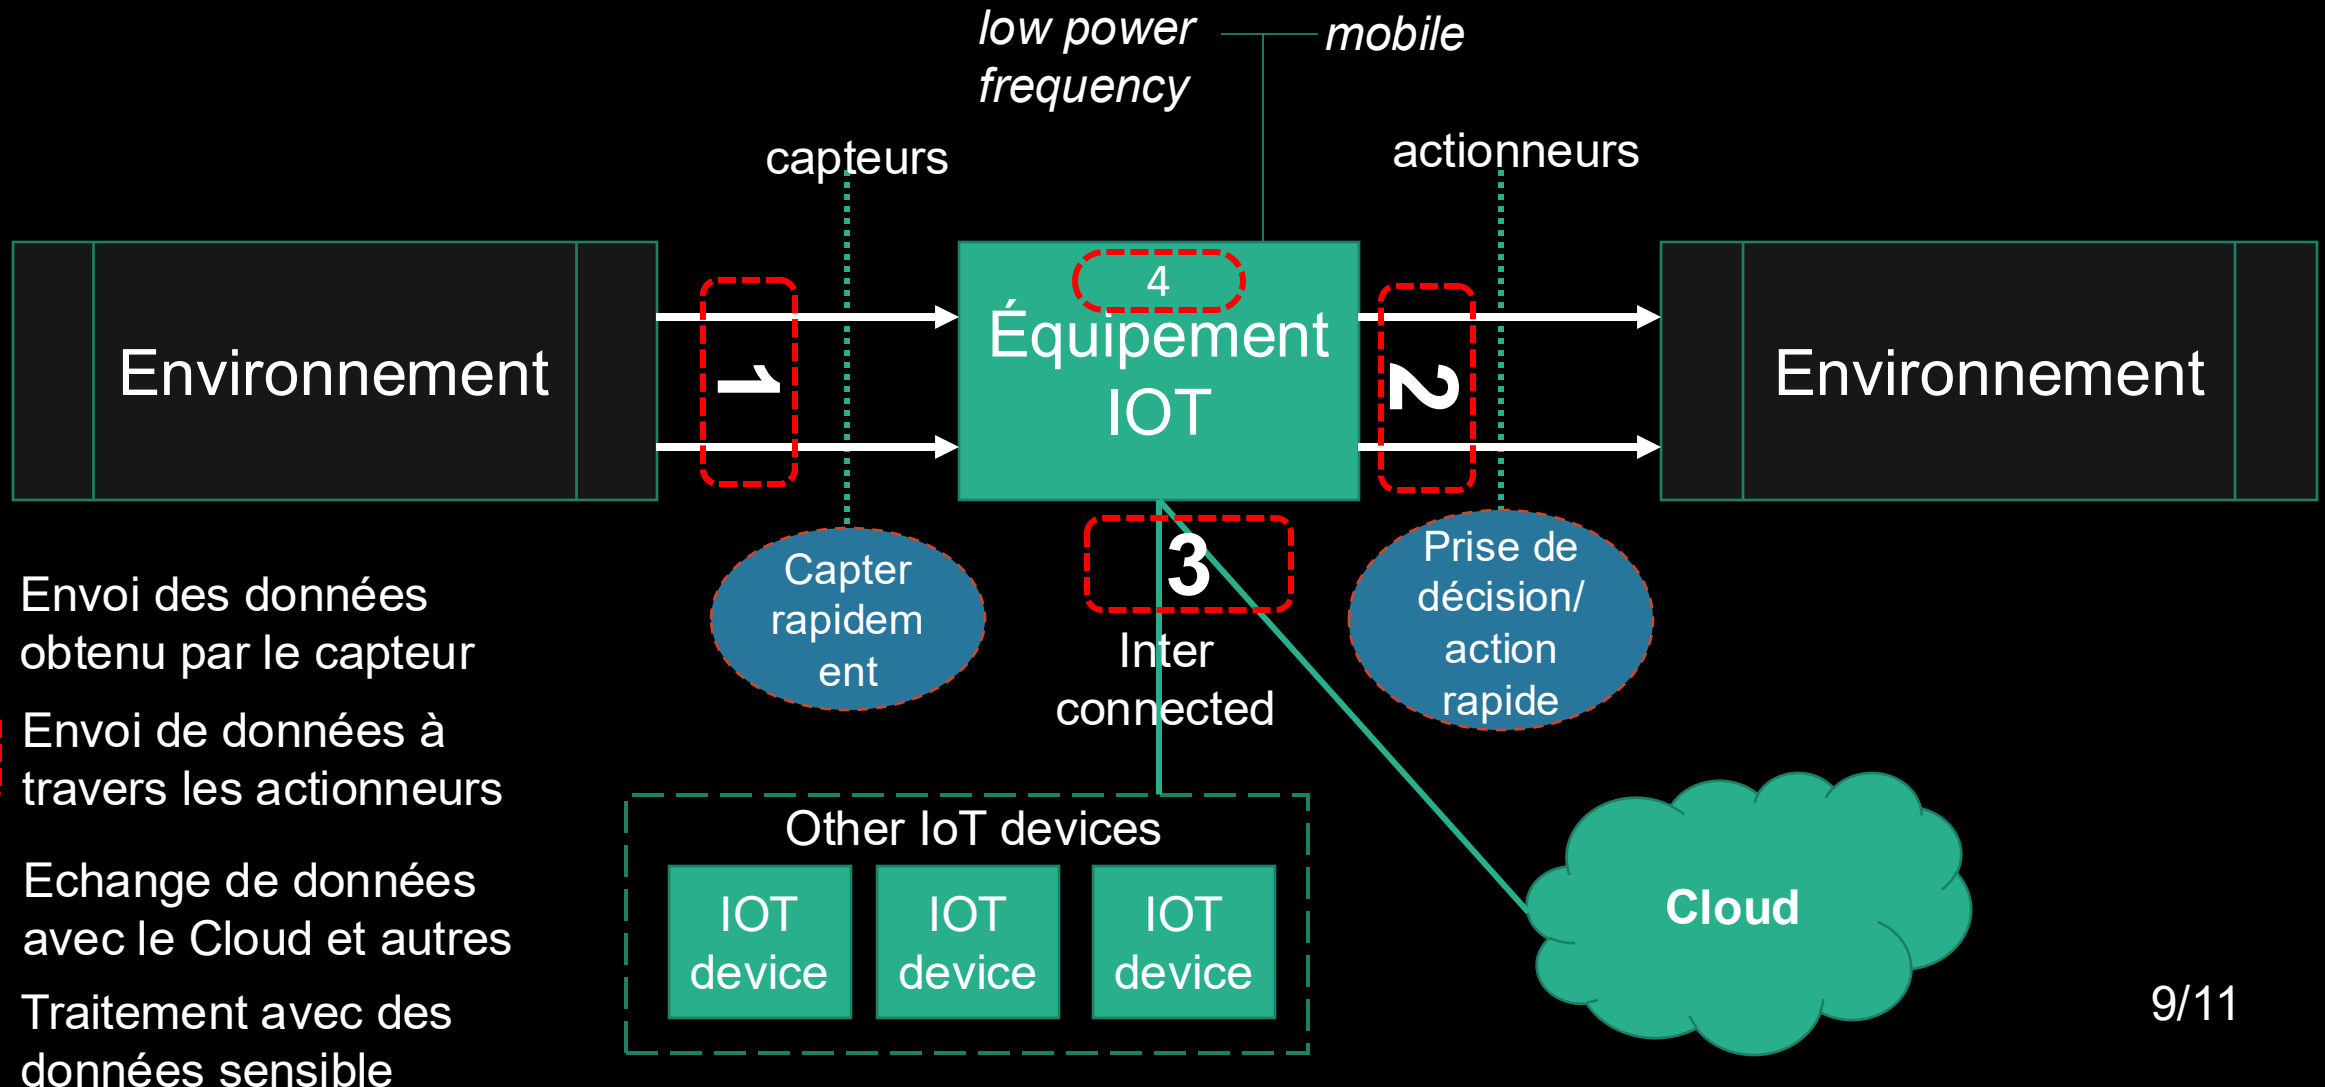 low power
frequency
mobile
capteurs
actionneurs
Environnement
1
4
Équipement
IOT
2
Environnement
3
Inter
connected
Capter
rapidem
ent
Prise de
décision/
action
rapide
Envoi des données
obtenu par le capteur
Envoi de données à
travers les actionneurs
Echange de données
avec le Cloud et autres
Traitement avec des
données sensible
Other IoT devices
IOT
device
IOT
device
IOT
device
Cloud
9/11